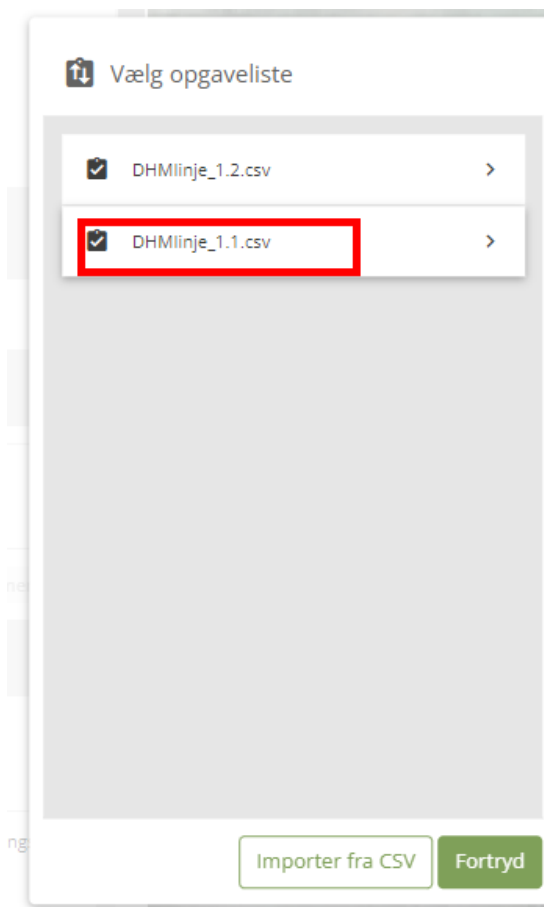 Vælg opgaveliste
DHMlinje_1.2.csv
DHMlinje_1.1.csv
Importer fra CSV
Fortryd